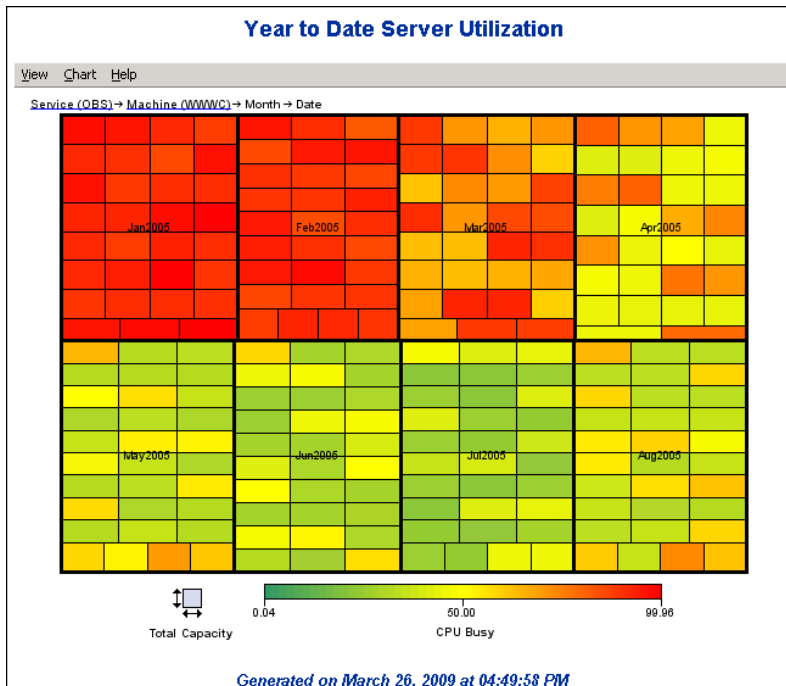 Year to Date Server Utilization
View Chart Help
Service (OBS)→ Machine (WWWC)→ Month → Date
Jan2005 Feb2005 Mar2005 Apr2005
May2005 Jun2005 Jul2005 Aug2005
0.04 50.00 99.96
Total Capacity CPU Busy
Generated on March 26, 2009 at 04:49:58 PM